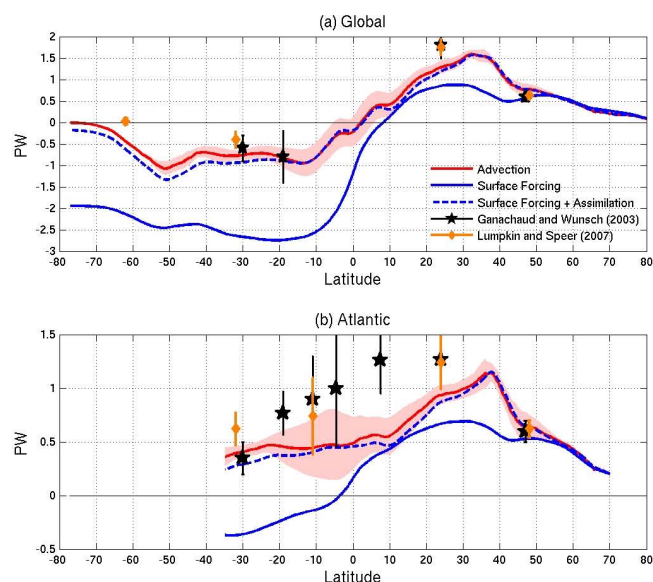 (a) Global
2
1.5
1
0.5
0
-0.5
-1
-1.5
-2
-2.5
-3
PW
Advection
Surface Forcing
Surface Forcing + Assimilation
Ganachaud and Wunsch (2003)
Lumpkin and Speer (2007)
-80 -70 -60 -50 -40 -30 -20 -10 0 10 20 30 40 50 60 70 80
Latitude
(b) Atlantic
1.5
1
0.5
0
-0.5
PW
-80 -70 -60 -50 -40 -30 -20 -10 0 10 20 30 40 50 60 70 80
Latitude